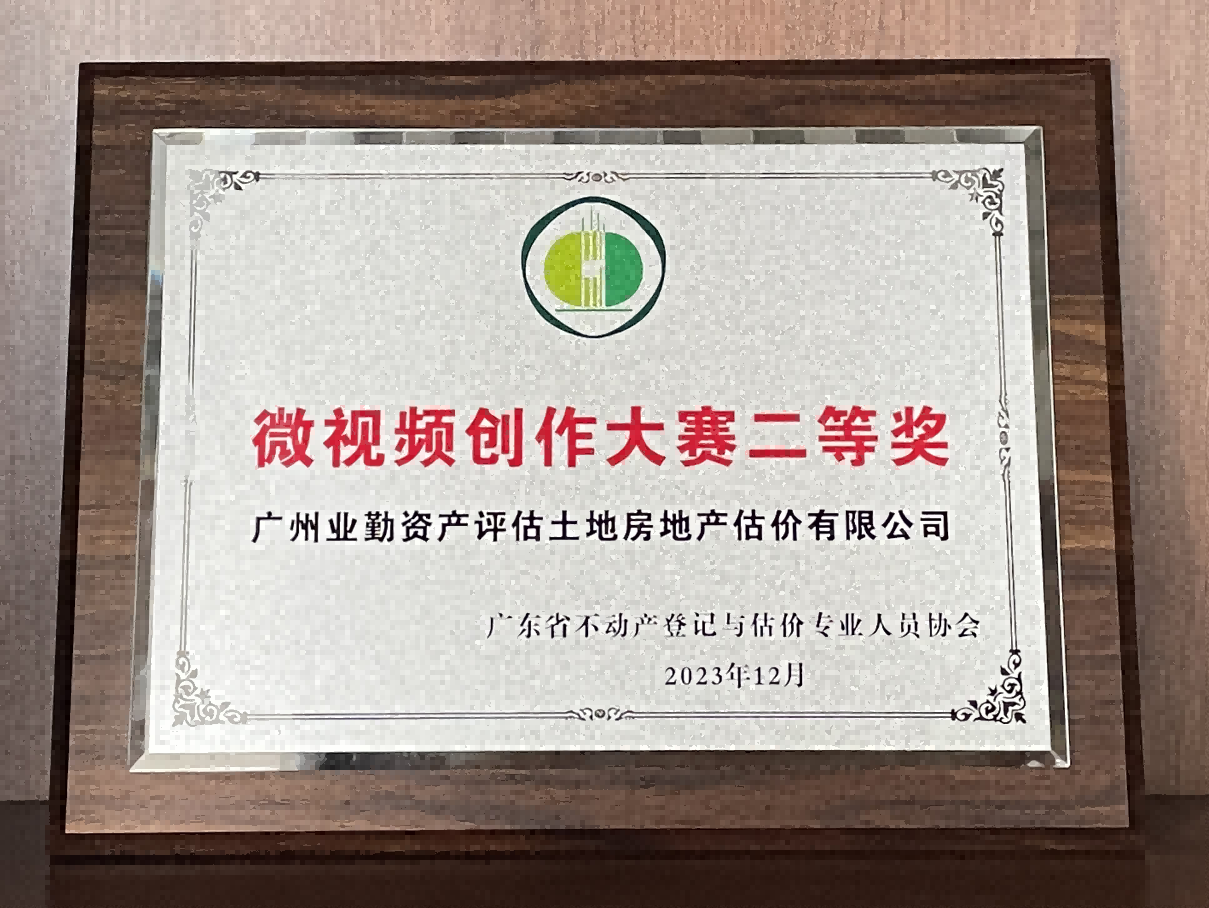 微视频创作大赛二等奖
广州业勤资产评估土地房地产估价有限公司
广东省不动产登记与估价专业人员协会
2023年12月